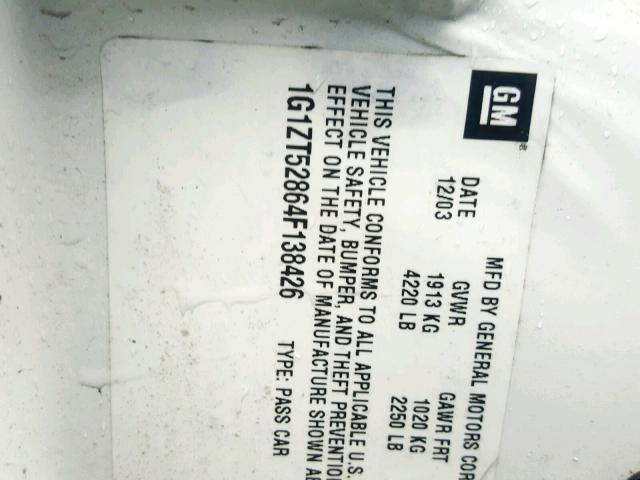 GM
MFD BY GENERAL MOTORS COR
DATE GVWR GAWR FRT
12/03 1913 KG 1020 KG
4220 LB 2250 LB
THIS VEHICLE CONFORMS TO ALL APPLICABLE U.S.
VEHICLE SAFETY, BUMPER, AND THEFT PREVENTIO
EFFECT ON THE DATE OF MANUFACTURE SHOWN AB
1G1ZT52864F138426 TYPE: PASS CAR